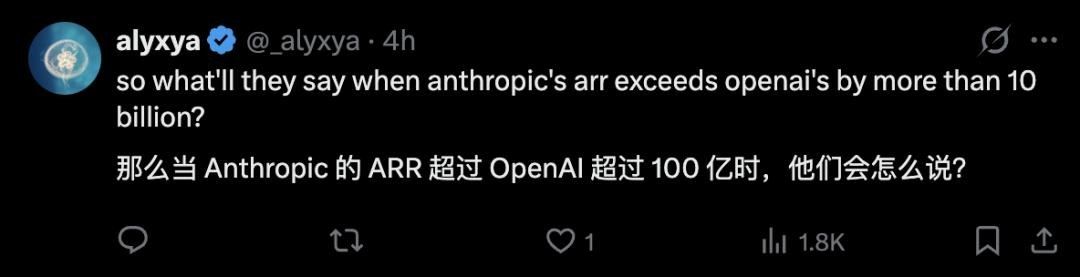 alyxya @_alyxya · 4h
so what'll they say when anthropic's arr exceeds openai's by more than 10
billion?
那么当 Anthropic 的 ARR 超过 OpenAI 超过 100 亿时，他们会怎么说？
1 1.8K